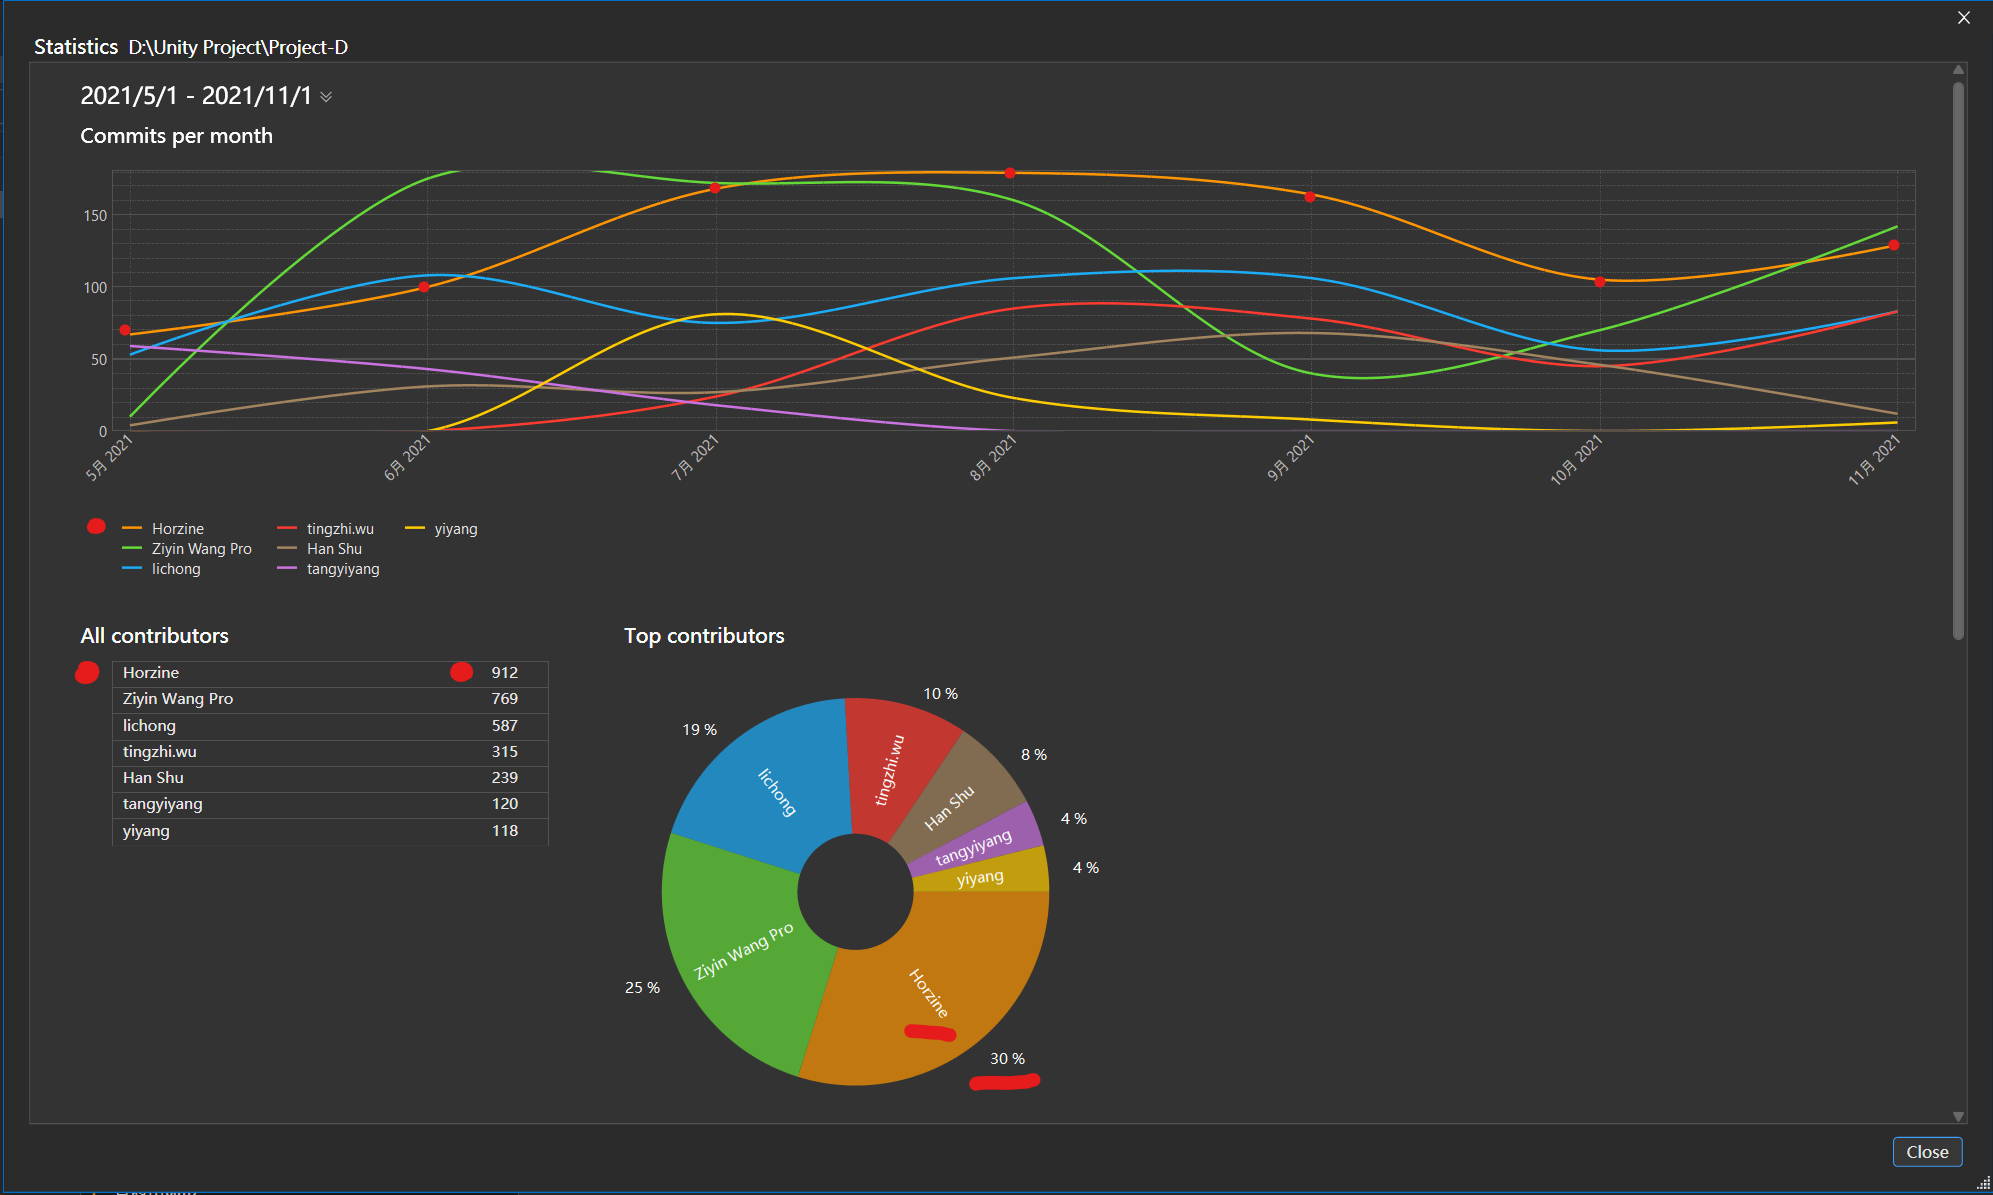 Statistics D:\Unity Project\Project-D
2021/5/1 - 2021/11/1
Commits per month
150
100
50
0
5月 2021
6月 2021
7月 2021
8月 2021
9月 2021
10月 2021
11月 2021
Horzine
tingzhi.wu
yiyang
Ziyin Wang Pro
Han Shu
lichong
tangyiyang
All contributors
Horzine 912
Ziyin Wang Pro 769
lichong 587
tingzhi.wu 315
Han Shu 239
tangyiyang 120
yiyang 118
Top contributors
10 %
19 %
8 %
4 %
4 %
25 %
30 %
lichong
tingzhi.wu
Han Shu
tangyiyang
yiyang
Ziyin Wang Pro
Horzine
Close